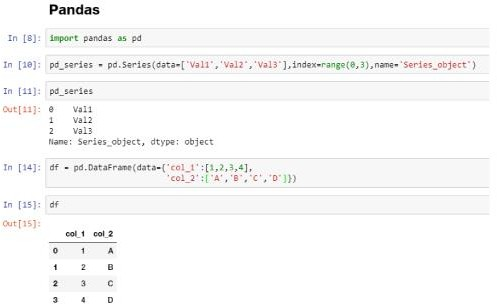 Pandas
In [8]: import pandas as pd
In [10]: pd_series = pd.Series(data=['Val1','Val2','Val3'],index=range(0,3),name='Series_object')
In [11]: pd_series
Out[11]: 0    Val1
1    Val2
2    Val3
Name: Series_object, dtype: object
In [14]: df = pd.DataFrame(data={'col_1':[1,2,3,4],
'col_2':['A','B','C','D']})
In [15]: df
Out[15]:
col_1 col_2
0 1 A
1 2 B
2 3 C
3 4 D